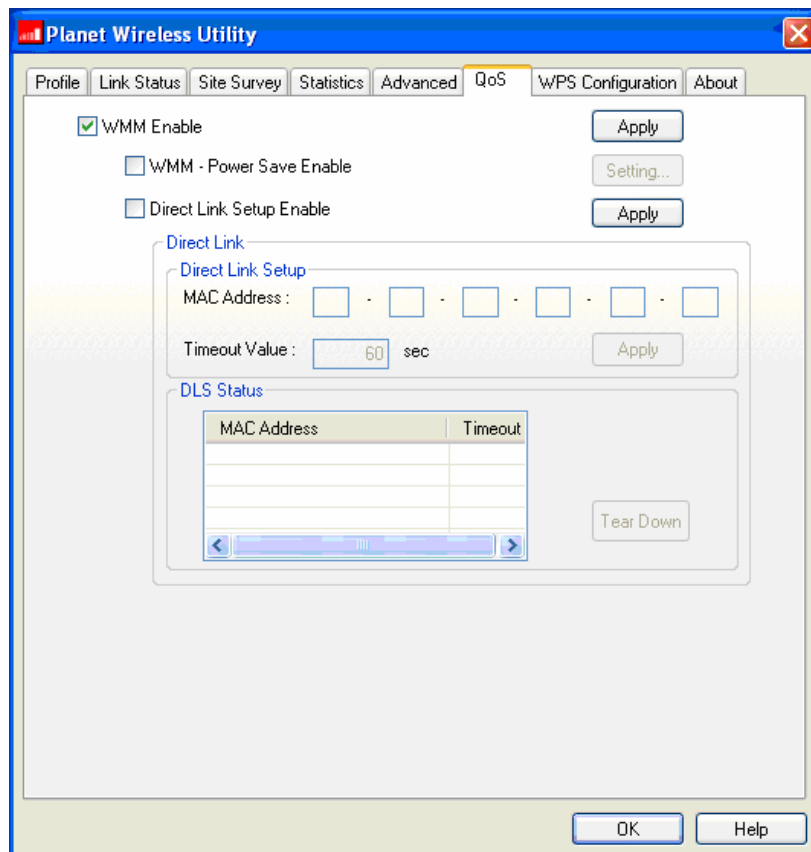 Planet Wireless Utility
Profile Link Status Site Survey Statistics Advanced QoS WPS Configuration About
WMM Enable Apply
WMM - Power Save Enable Setting...
Direct Link Setup Enable Apply
Direct Link
Direct Link Setup
MAC Address : - - - - -
Timeout Value : 60 sec Apply
DLS Status
MAC Address Timeout
Tear Down
OK Help